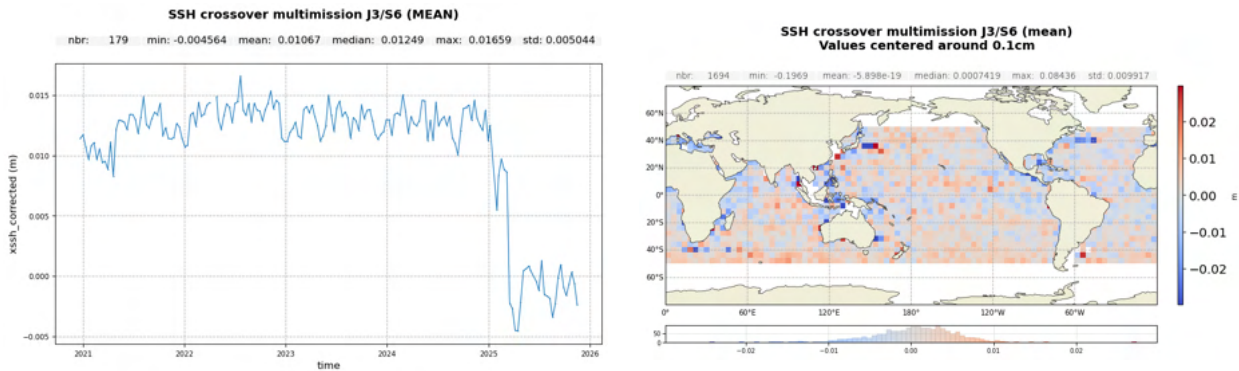 SSH crossover multimission J3/S6 (MEAN)
nbr: 179 min: -0.004564 mean: 0.01067 median: 0.01249 max: 0.01659 std: 0.005044
0.015
0.010
0.005
0.000
−0.005
xssh_corrected (m)
2021 2022 2023 2024 2025 2026
time
SSH crossover multimission J3/S6 (mean)
Values centered around 0.1cm
nbr: 1694 min: -0.1969 mean: -5.898e-19 median: 0.0007419 max: 0.08436 std: 0.009917
60°N
40°N
20°N
0°
20°S
40°S
60°S
0° 60°E 120°E 180° 120°W 60°W
0.02
0.01
0.00
−0.01
−0.02
m
50
0
−0.02 −0.01 0.00 0.01 0.02